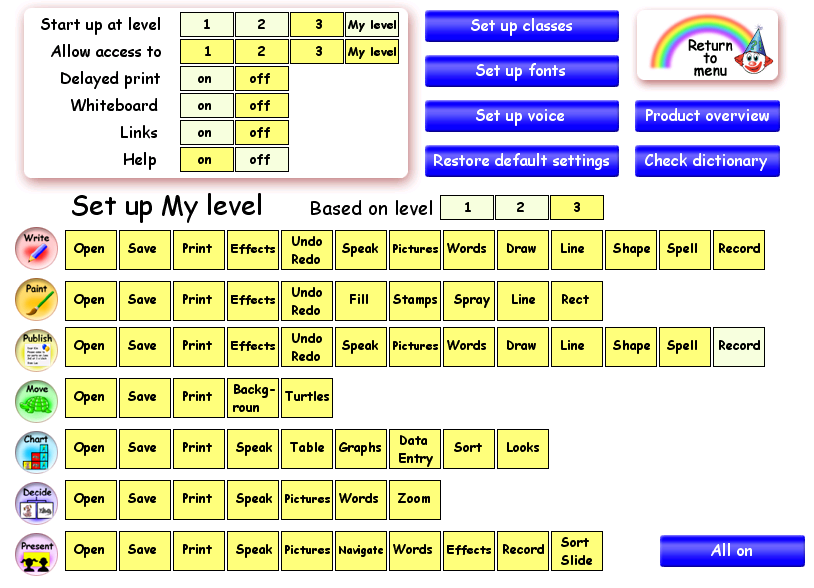 Start up at level 1 2 3 My level
Allow access to 1 2 3 My level
Delayed print on off
Whiteboard on off
Links on off
Help on off
Set up classes
Set up fonts
Set up voice
Restore default settings
Return
to
menu
Product overview
Check dictionary
Set up My level Based on level 1 2 3
Write Open Save Print Effects Undo Redo Speak Pictures Words Draw Line Shape Spell Record
Paint Open Save Print Effects Undo Redo Fill Stamps Spray Line Rect
Publish Open Save Print Effects Undo Redo Speak Pictures Words Draw Line Shape Spell Record
Move Open Save Print Backg- roun Turtles
Chart Open Save Print Speak Table Graphs Data Entry Sort Looks
Decide Open Save Print Speak Pictures Words Zoom
Present Open Save Print Speak Pictures Navigate Words Effects Record Sort Slide
All on